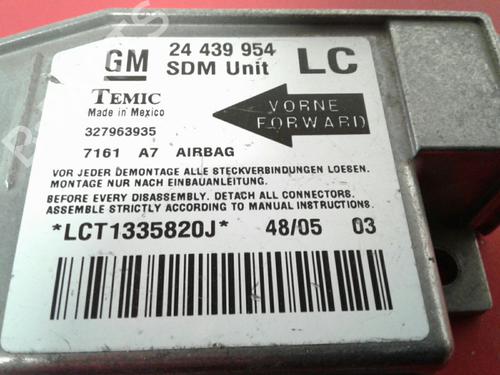 GM 24 439 954 LC
SDM Unit
TEMIC
Made in Mexico
VORNE
FORWARD
327963935
7161 A7 AIRBAG
VOR JEDER DEMONTAGE ALLE STECKVERBINDUNGEN LOESEN.
MONTAGE NUR NACH EINBAUANLEITUNG.
BEFORE EVERY DISASSEMBLY. DETACH ALL CONNECTORS.
ASSEMBLE STRICTLY ACCORDING TO MANUAL INSTRUCTIONS.
*LCT1335820J* 48/05 03